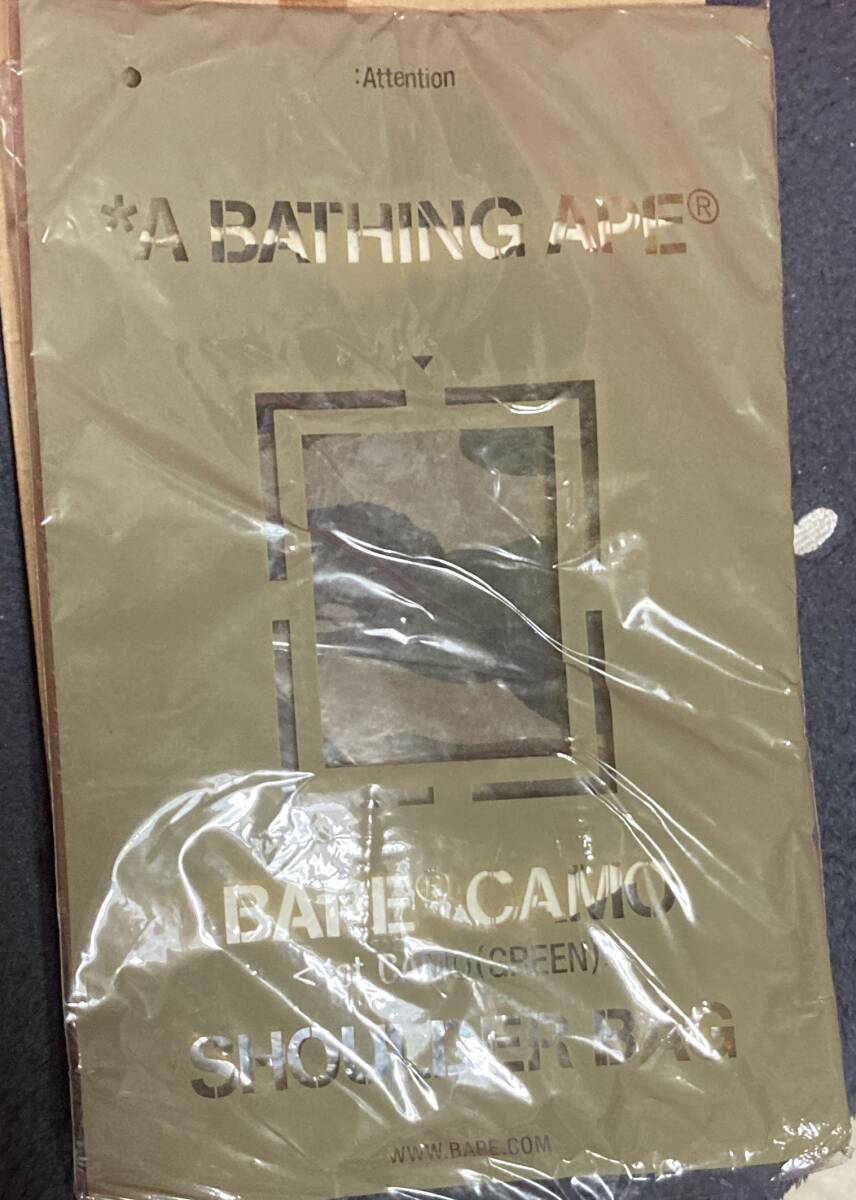 :Attention
*A BATHING APE®
BAPE® CAMO
<1st CAMO(GREEN)>
SHOULDER BAG
WWW.BAPE.COM